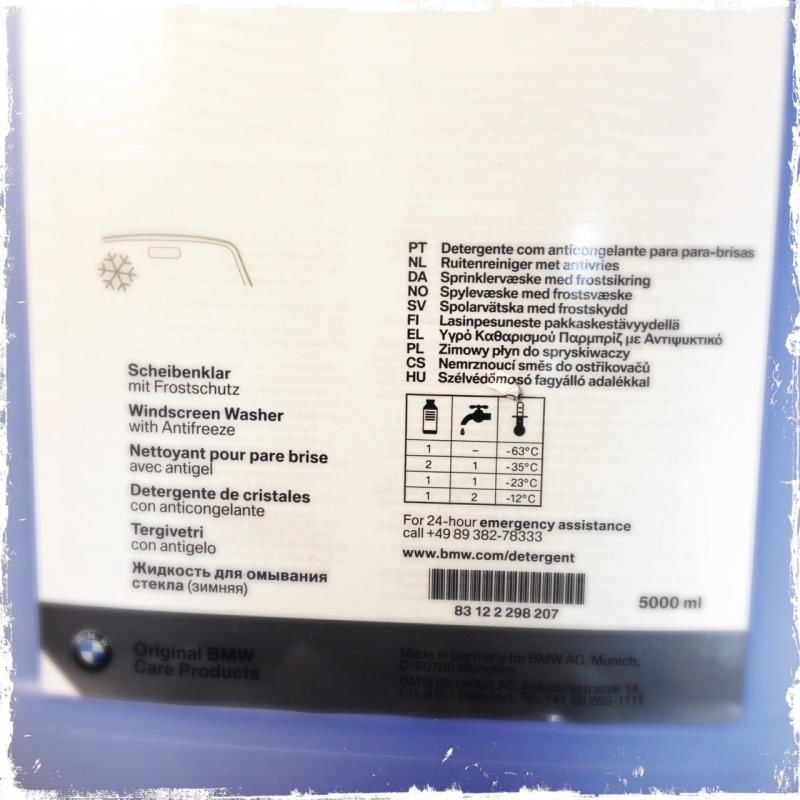 Scheibenklar
mit Frostschutz
Windscreen Washer
with Antifreeze
Nettoyant pour pare brise
avec antigel
Detergente de cristales
con anticongelante
Tergivetri
con antigelo
Жидкость для омывания
стекла (зимняя)
PT Detergente com anticongelante para para-brisas
NL Ruitenreiniger met antivries
DA Sprinklervæske med frostsikring
NO Spylevæske med frostsvæske
SV Spolarvätska med frostskydd
FI Lasinpesuneste pakkaskestävyydellä
EL Υγρό Καθαρισμού Παρμπρίζ με Αντιψυκτικό
PL Zimowy płyn do spryskiwaczy
CS Nemrznoucí směs do ostřikovačů
HU Szélvédőmosó fagyálló adalékkal
1 – -63°C
2 1 -35°C
1 1 -23°C
1 2 -12°C
For 24-hour emergency assistance
call +49 89 382-78333
www.bmw.com/detergent
83 12 2 298 207
5000 ml
BMW
Original BMW
Care Products
Made in Germany for BMW AG, Munich,
D-80788 München
BMW (Schweiz) AG, Industriestrasse 14,
CH-8157 Dielsdorf, Tel. +41 58 269-1111